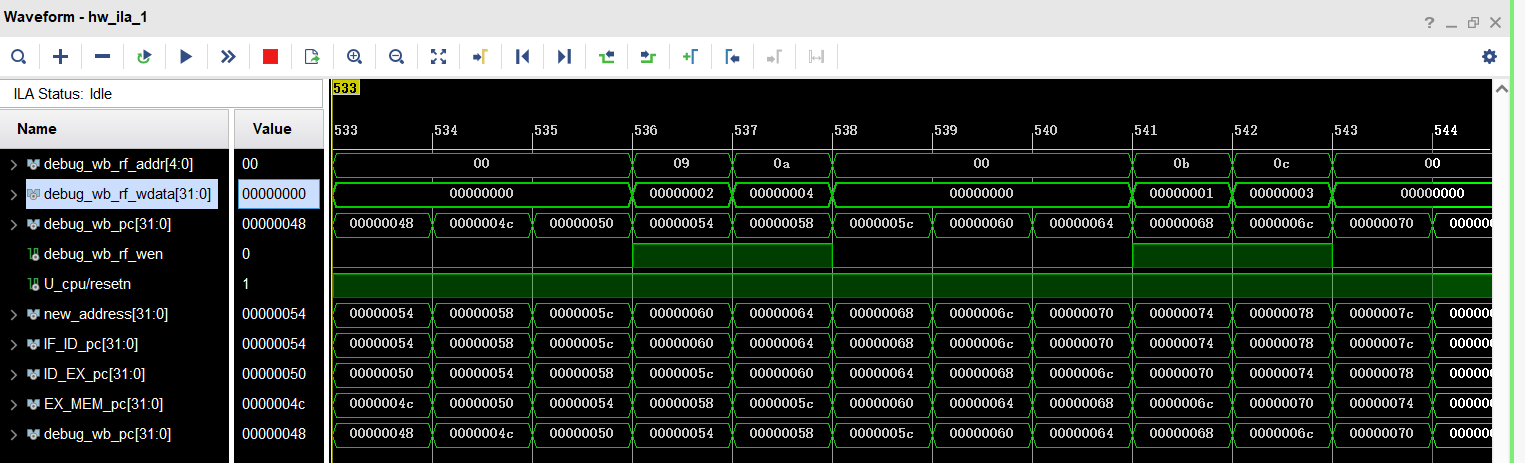 Waveform - hw_ila_1
ILA Status: Idle
Name Value
533
533 534 535 536 537 538 539 540 541 542 543 544
debug_wb_rf_addr[4:0] 00 00 09 0a 00 0b 0c 00
debug_wb_rf_wdata[31:0] 00000000 00000000 00000002 00000004 00000000 00000001 00000003 00000000
debug_wb_pc[31:0] 00000048 00000048 0000004c 00000050 00000054 00000058 0000005c 00000060 00000064 00000068 0000006c 00000070 00000
debug_wb_rf_wen 0
U_cpu/resetn 1
new_address[31:0] 00000054 00000054 00000058 0000005c 00000060 00000064 00000068 0000006c 00000070 00000074 00000078 0000007c 00000
IF_ID_pc[31:0] 00000054 00000054 00000058 0000005c 00000060 00000064 00000068 0000006c 00000070 00000074 00000078 0000007c 00000
ID_EX_pc[31:0] 00000050 00000050 00000054 00000058 0000005c 00000060 00000064 00000068 0000006c 00000070 00000074 00000078 00000
EX_MEM_pc[31:0] 0000004c 0000004c 00000050 00000054 00000058 0000005c 00000060 00000064 00000068 0000006c 00000070 00000074 00000
debug_wb_pc[31:0] 00000048 00000048 0000004c 00000050 00000054 00000058 0000005c 00000060 00000064 00000068 0000006c 00000070 00000